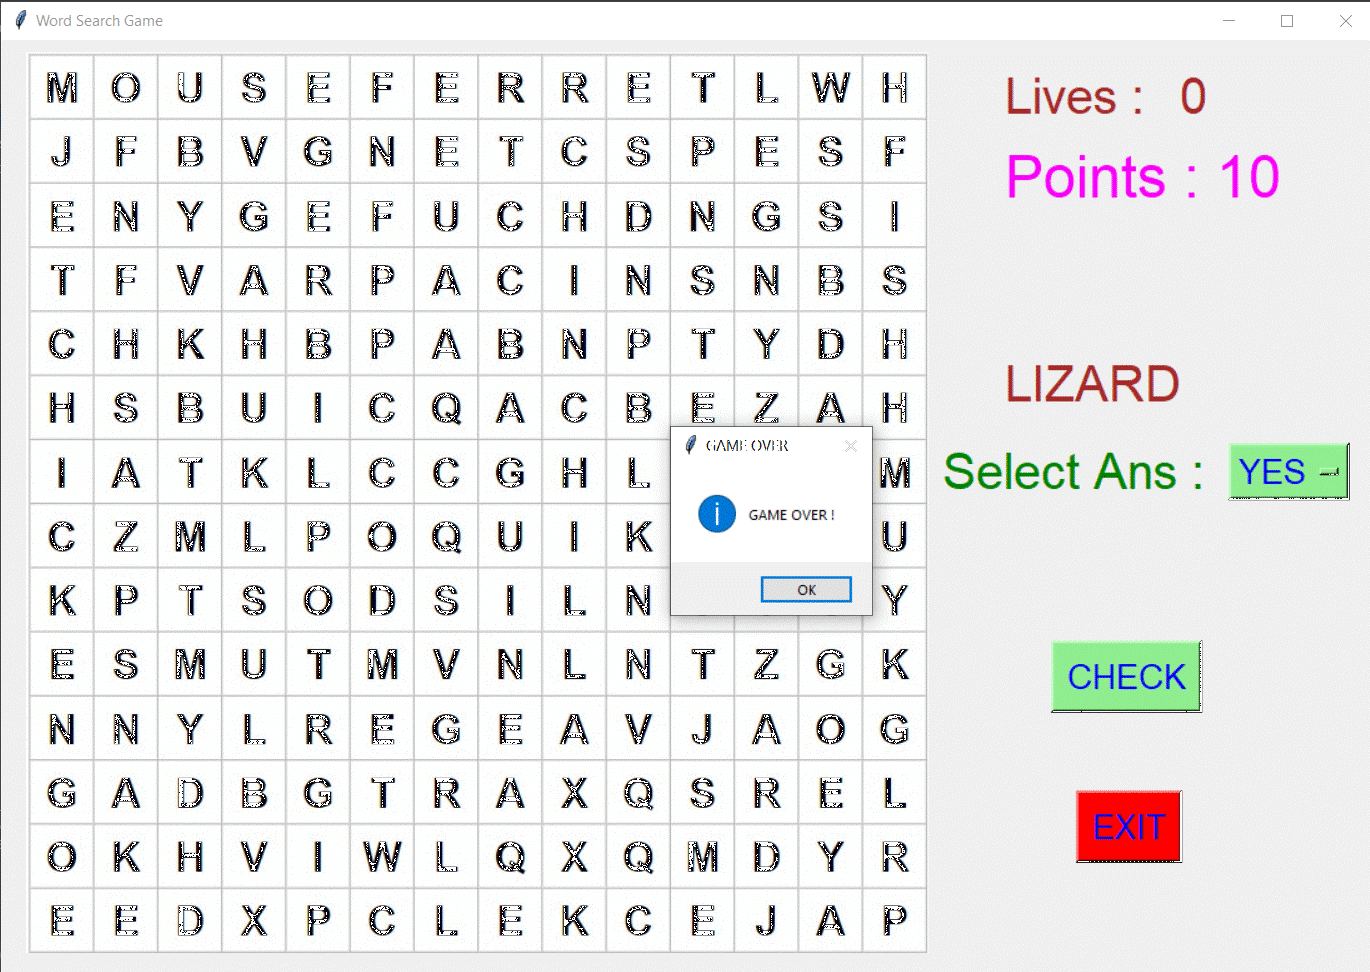 Word Search Game
M O U S E F E R R E T L W H
J F B V G N E T C S P E S F
E N Y G E F U C H D N G S I
T F V A R P A C I N S N B S
C H K H B P A B N P T Y D H
H S B U I C Q A C B E Z A H
I A T K L C C G H L M
C Z M L P O Q U I K U
K P T S O D S I L N Y
E S M U T M V N L N T Z G K
N N Y L R E G E A V J A O G
G A D B G T R A X Q S R E L
O K H V I W L Q X Q M D Y R
E E D X P C L E K C E J A P
Lives : 0
Points : 10
LIZARD
Select Ans : YES
CHECK
EXIT
GAME OVER
GAME OVER !
OK